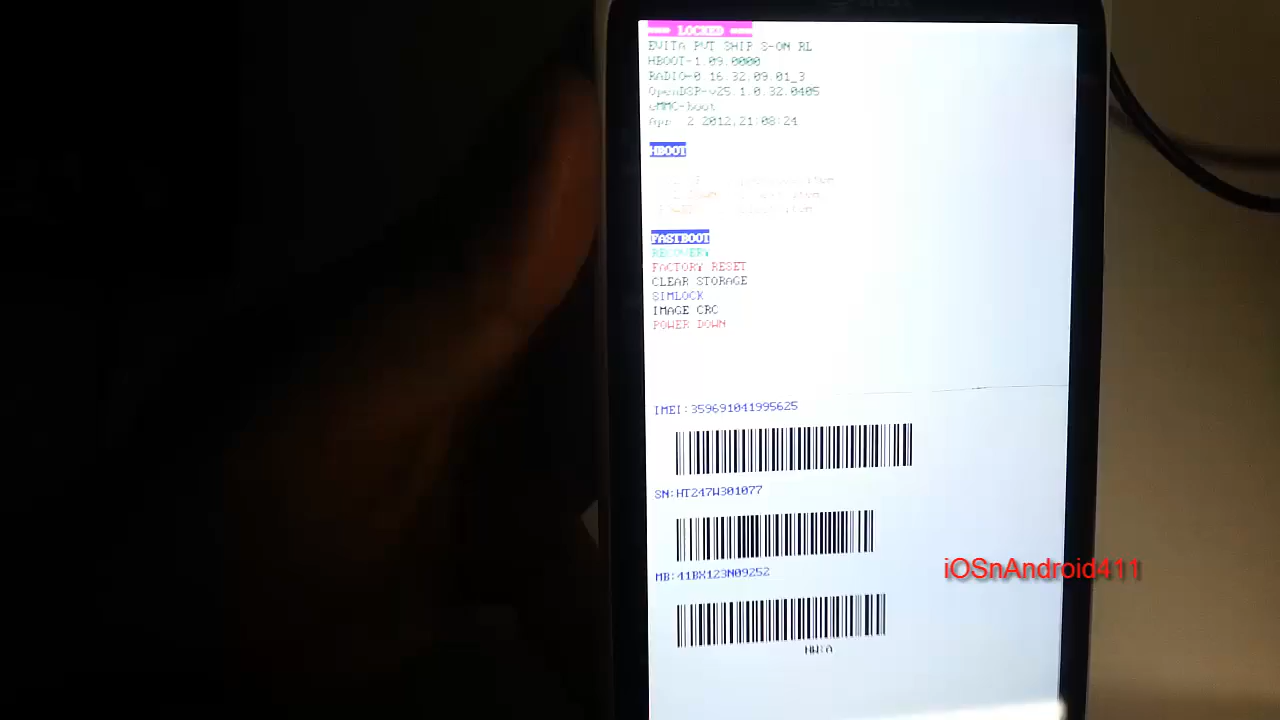 LOCKED
EVITA PVT SHIP S-ON RL
HBOOT-1.09.0000
RADIO-0.16.32.09.01_3
OpenDSP-v25.1.0.32.0405
eMMC-boot
Apr 2 2012,21:08:24
HBOOT
FASTBOOT
RECOVERY
FACTORY RESET
CLEAR STORAGE
SIMLOCK
IMAGE CRC
POWER DOWN
IMEI:359691041995625
SN:HT247W301077
MB:41BX123N09252
HW:A
iOSnAndroid411